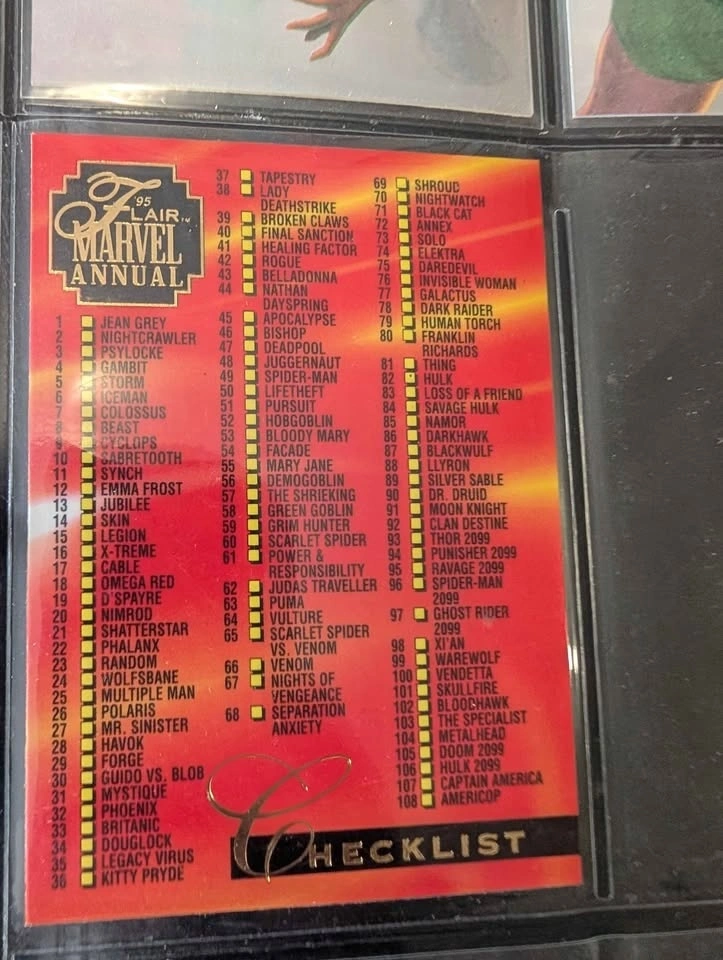 '95
FLAIR™
MARVEL
ANNUAL
1 JEAN GREY
2 NIGHTCRAWLER
3 PSYLOCKE
4 GAMBIT
5 STORM
6 ICEMAN
7 COLOSSUS
8 BEAST
9 CYCLOPS
10 SABRETOOTH
11 SYNCH
12 EMMA FROST
13 JUBILEE
14 SKIN
15 LEGION
16 X-TREME
17 CABLE
18 OMEGA RED
19 D'SPAYRE
20 NIMROD
21 SHATTERSTAR
22 PHALANX
23 RANDOM
24 WOLFSBANE
25 MULTIPLE MAN
26 POLARIS
27 MR. SINISTER
28 HAVOK
29 FORGE
30 GUIDO VS. BLOB
31 MYSTIQUE
32 PHOENIX
33 BRITANIC
34 DOUGLOCK
35 LEGACY VIRUS
36 KITTY PRYDE
37 TAPESTRY
38 LADY
DEATHSTRIKE
39 BROKEN CLAWS
40 FINAL SANCTION
41 HEALING FACTOR
42 ROGUE
43 BELLADONNA
44 NATHAN
DAYSPRING
45 APOCALYPSE
46 BISHOP
47 DEADPOOL
48 JUGGERNAUT
49 SPIDER-MAN
50 LIFETHEFT
51 PURSUIT
52 HOBGOBLIN
53 BLOODY MARY
54 FACADE
55 MARY JANE
56 DEMOGOBLIN
57 THE SHRIEKING
58 GREEN GOBLIN
59 GRIM HUNTER
60 SCARLET SPIDER
61 POWER &
RESPONSIBILITY
62 JUDAS TRAVELLER
63 PUMA
64 VULTURE
65 SCARLET SPIDER
VS. VENOM
66 VENOM
67 NIGHTS OF
VENGEANCE
68 SEPARATION
ANXIETY
69 SHROUD
70 NIGHTWATCH
71 BLACK CAT
72 ANNEX
73 SOLO
74 ELEKTRA
75 DAREDEVIL
76 INVISIBLE WOMAN
77 GALACTUS
78 DARK RAIDER
79 HUMAN TORCH
80 FRANKLIN
RICHARDS
81 THING
82 HULK
83 LOSS OF A FRIEND
84 SAVAGE HULK
85 NAMOR
86 DARKHAWK
87 BLACKWULF
88 LLYRON
89 SILVER SABLE
90 DR. DRUID
91 MOON KNIGHT
92 CLAN DESTINE
93 THOR 2099
94 PUNISHER 2099
95 RAVAGE 2099
96 SPIDER-MAN
2099
97 GHOST RIDER
2099
98 XI'AN
99 WAREWOLF
100 VENDETTA
101 SKULLFIRE
102 BLOODHAWK
103 THE SPECIALIST
104 METALHEAD
105 DOOM 2099
106 HULK 2099
107 CAPTAIN AMERICA
108 AMERICOP
CHECKLIST